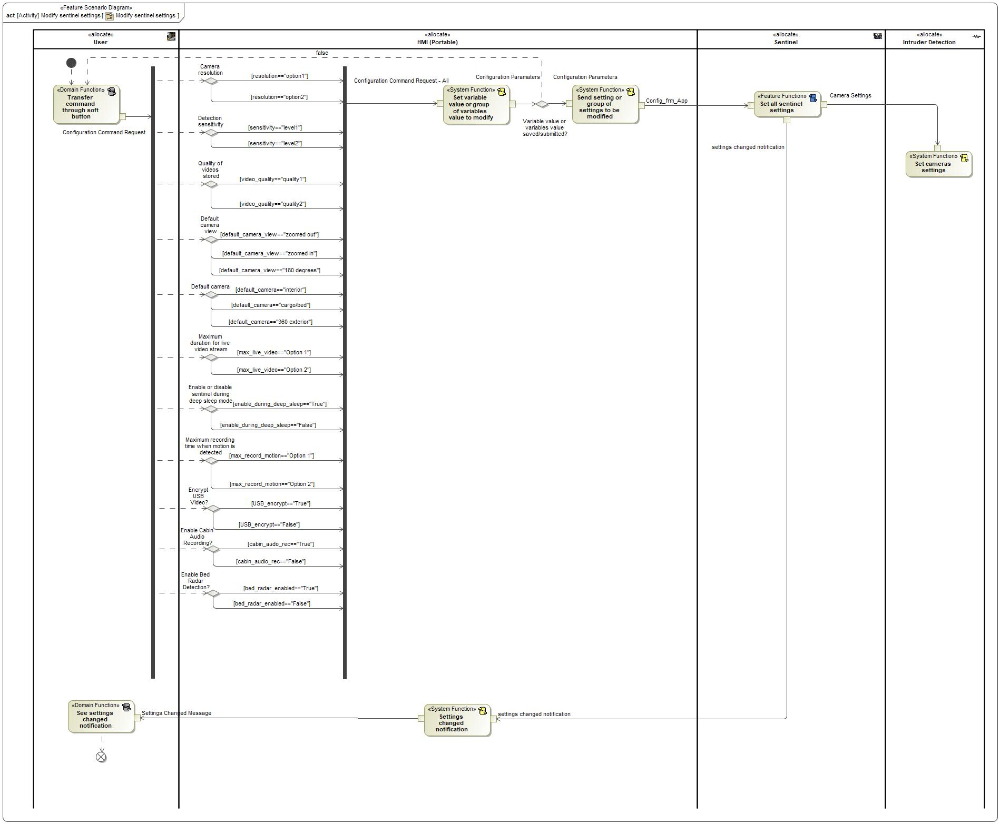 «Feature Scenario Diagram»
act [Activity] Modify sentinel settings [ Modify sentinel settings ]
«allocate»
User
«allocate»
HMI (Portable)
«allocate»
Sentinel
«allocate»
Intruder Detection
false
«Domain Function»
Transfer
command
through soft
button
Configuration Command Request
Camera
resolution
[resolution=="option1"]
[resolution=="option2"]
Detection
sensitivity
[sensitivity=="level1"]
[sensitivity=="level2"]
Quality of
videos
stored
[video_quality=="quality1"]
[video_quality=="quality2"]
Default
camera
view
[default_camera_view=="zoomed out"]
[default_camera_view=="zoomed in"]
[default_camera_view=="180 degrees"]
Default camera
[default_camera=="interior"]
[default_camera=="cargo/bed"]
[default_camera=="360 exterior"]
Maximum
duration for live
video stream
[max_live_video=="Option 1"]
[max_live_video=="Option 2"]
Enable or disable
sentinel during
deep sleep mode
[enable_during_deep_sleep=="True"]
[enable_during_deep_sleep=="False"]
Maximum recording
time when motion is
detected
[max_record_motion=="Option 1"]
[max_record_motion=="Option 2"]
Encrypt
USB
Video?
[USB_encrypt=="True"]
[USB_encrypt=="False"]
Enable Cabin
Audio
Recording?
[cabin_audo_rec=="True"]
[cabin_audio_rec=="False"]
Enable Bed
Radar
Detection?
[bed_radar_enabled=="True"]
[bed_radar_enabled=="False"]
Configuration Command Request - All
«System Function»
Set variable
value or group
of variables
value to modify
Configuration Paramaters
Variable value or
variables value
saved/submitted?
Configuration Parameters
«System Function»
Send setting or
group of
settings to be
modified
Config_frm_App
«Feature Function»
Set all sentinel
settings
Camera Settings
settings changed notification
«System Function»
Set cameras
settings
«Domain Function»
See settings
changed
notification
Settings Changed Message
«System Function»
Settings
changed
notification
settings changed notification